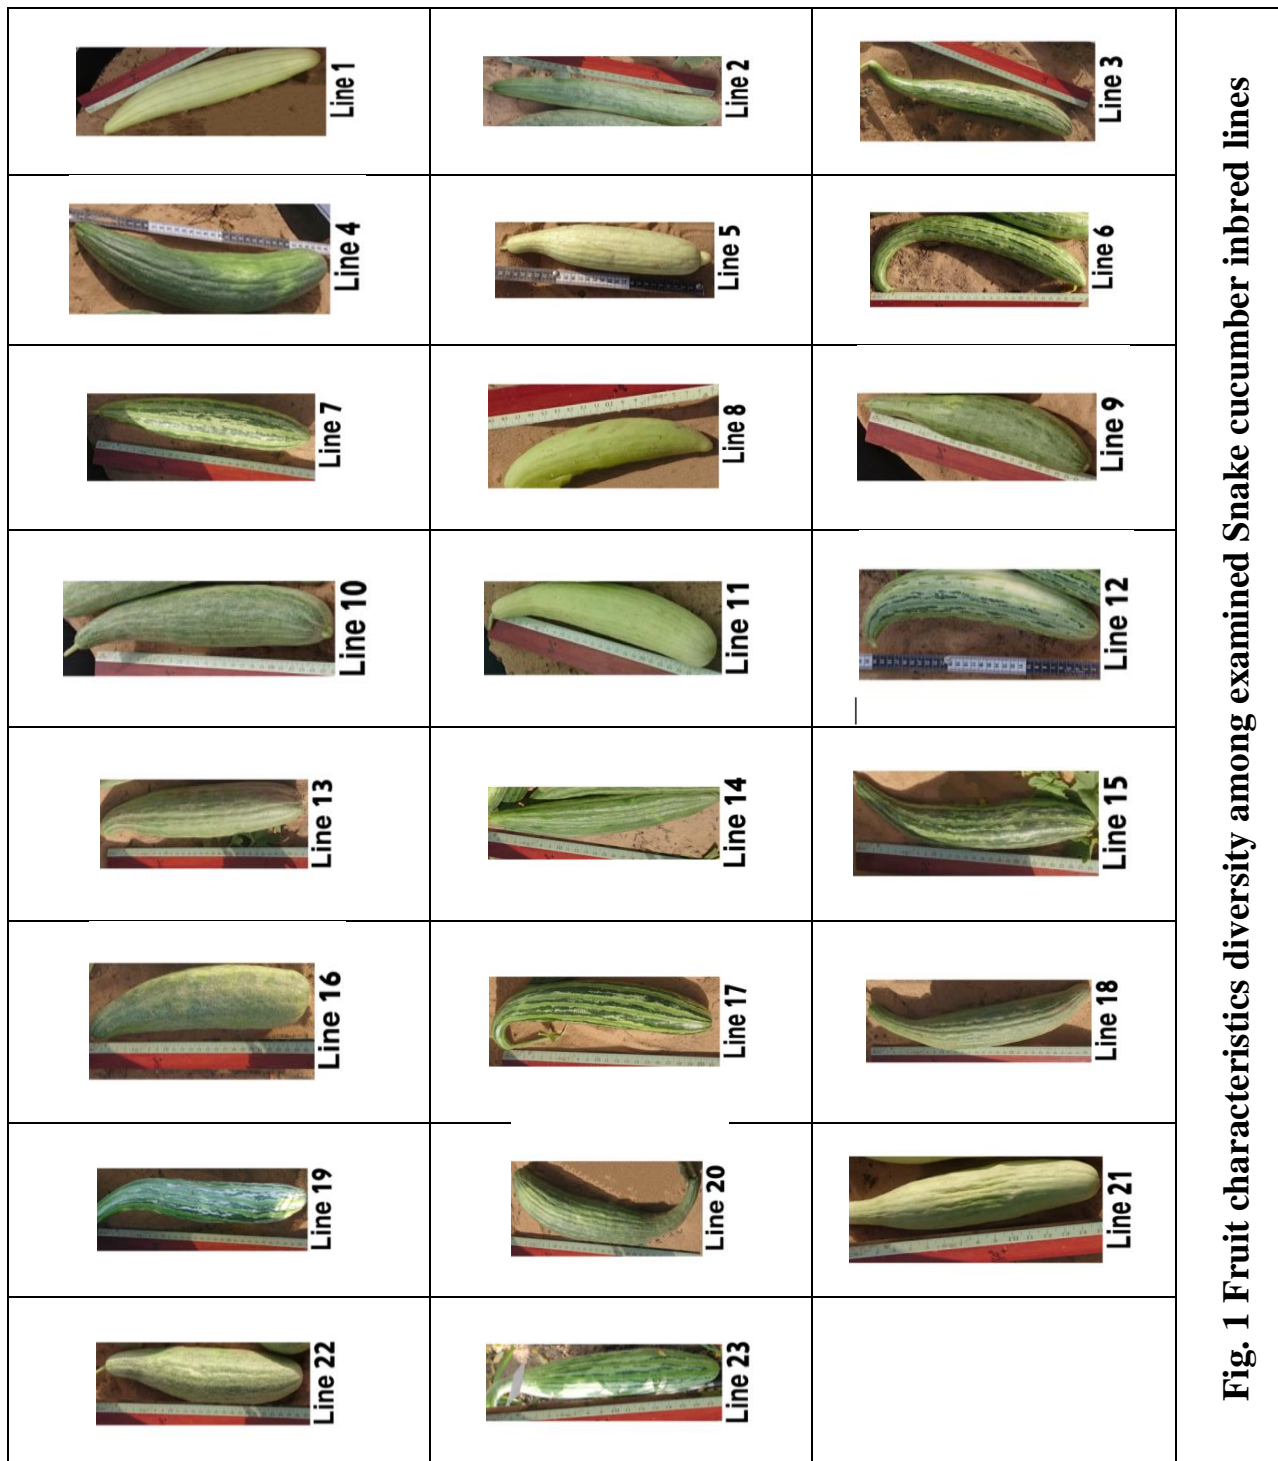 Line 1
Line 2
Line 3
Line 4
Line 5
Line 6
Line 7
Line 8
Line 9
Line 10
Line 11
Line 12
Line 13
Line 14
Line 15
Line 16
Line 17
Line 18
Line 19
Line 20
Line 21
Line 22
Line 23
Fig. 1 Fruit characteristics diversity among examined Snake cucumber inbred lines